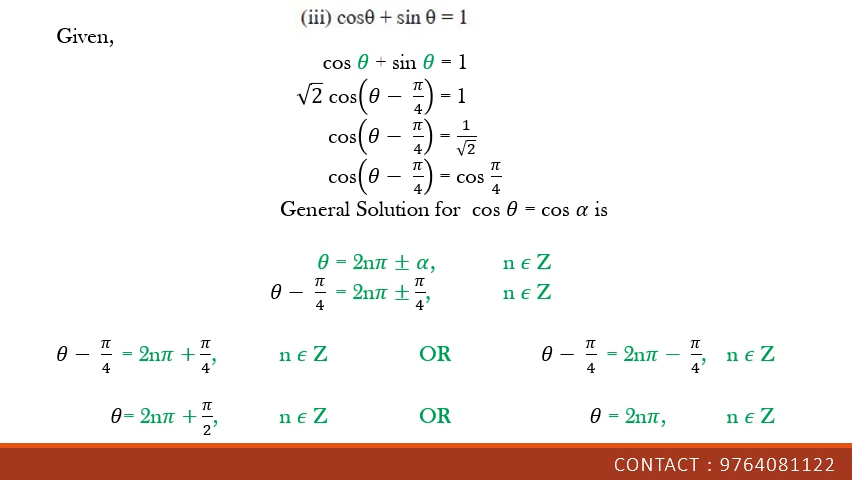 (iii) cosθ + sin θ = 1
Given,
cos θ + sin θ = 1
√2 cos(θ − π/4) = 1
cos(θ − π/4) = 1/√2
cos(θ − π/4) = cos π/4
General Solution for cos θ = cos α is
θ = 2nπ ± α, n ϵ Z
θ − π/4 = 2nπ ± π/4, n ϵ Z
θ − π/4 = 2nπ + π/4, n ϵ Z OR θ − π/4 = 2nπ − π/4, n ϵ Z
θ= 2nπ + π/2, n ϵ Z OR θ = 2nπ, n ϵ Z
CONTACT : 9764081122